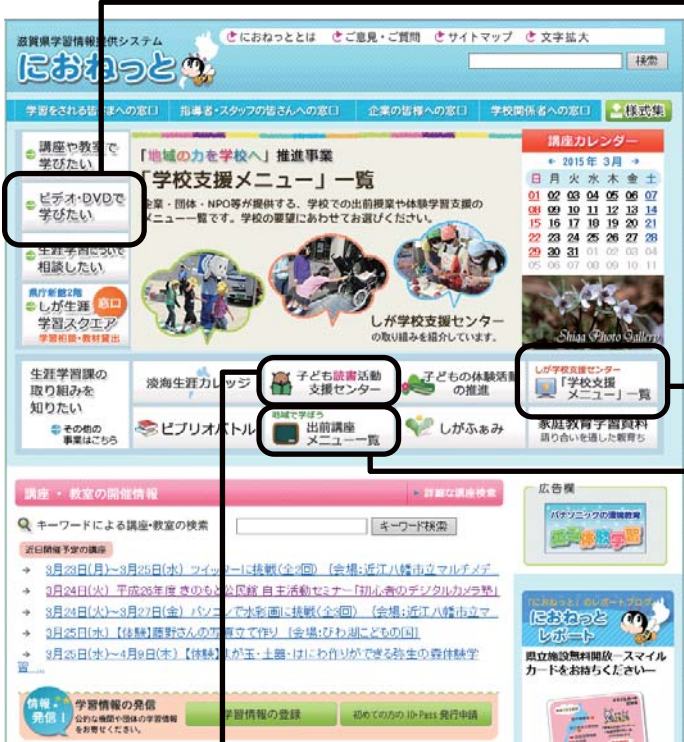 滋賀県学習情報提供システム
におねっと
におねっととは ご意見・ご質問 サイトマップ 文字拡大
検索
学習をされる皆さまへの窓口 指導者・スタッフの皆さんへの窓口 企業の皆様への窓口 学校関係者への窓口 様式集
講座や教室で
学びたい
ビデオ・DVDで
学びたい
生涯学習について
相談したい
県庁新館2階
しが生涯
学習スクエア
窓口
学習相談・教材貸出
「地域の力を学校へ」推進事業
「学校支援メニュー」一覧
企業・団体・NPO等が提供する、学校での出前授業や体験学習支援の
メニュー一覧です。学校の要望にあわせてお選びください。
しが学校支援センター
の取り組みを紹介しています。
講座カレンダー
← 2015年 3月 →
日 月 火 水 木 金 土
01 02 03 04 05 06 07
08 09 10 11 12 13 14
15 16 17 18 19 20 21
22 23 24 25 26 27 28
29 30 31 01 02 03 04
05 06 07 08 09 10 11
Shiga Photo Gallery
生涯学習課の
取り組みを
知りたい
その他の
事業はこちら
淡海生涯カレッジ
子ども読書活動
支援センター
子どもの体験活動
の推進
しが学校支援センター
「学校支援
メニュー」一覧
ビブリオバトル
地域で学ぼう
出前講座
メニュー一覧
しがふぁみ
家庭教育学習資料
語り合いを通した親育ち
講座・教室の開催情報
詳細な講座検索
キーワードによる講座・教室の検索
キーワード検索
近日開催予定の講座
3月23日(月)~3月25日(水) ツイッターに挑戦(全2回) [会場:近江八幡市立マルチメデ
3月24日(火) 平成26年度 きのもと公民館 自主活動セミナー「初心者のデジタルカメラ塾」
3月24日(火)~3月27日(金) パソコンで水彩画に挑戦(全3回) [会場:近江八幡市立マ
3月25日(水) 【体験】藤野さんの写真立て作り [会場:びわ湖こどもの国]
3月25日(水)~4月9日(木) 【体験】まが玉・土器・はにわ作りができる弥生の森体験学
習 ...
情報発信!
学習情報の発信
公的な機関や団体の学習情報
をお寄せください。
学習情報の登録
初めての方の ID・Pass 発行申請
広告欄
パナソニックの環境教育
体験学習
「におねっと」のレポートブログ
におねっと
レポート
県立施設無料開放―スマイル
カードをお持ちください―